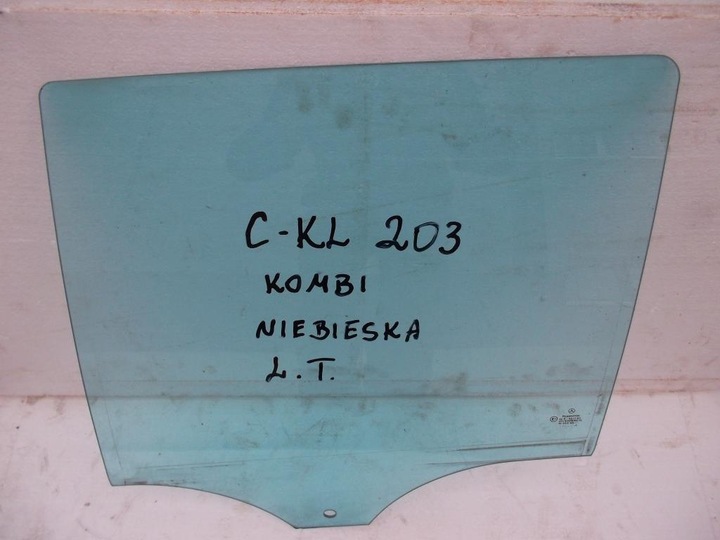 C-KL 203
KOMBI
NIEBIESKA
L.T.